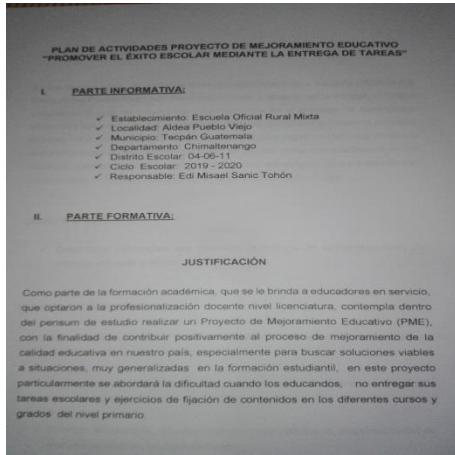 PLAN DE ACTIVIDADES PROYECTO DE MEJORAMIENTO EDUCATIVO
"PROMOVER EL ÉXITO ESCOLAR MEDIANTE LA ENTREGA DE TAREAS"
I. PARTE INFORMATIVA:
✓ Establecimiento: Escuela Oficial Rural Mixta
✓ Localidad: Aldea Pueblo Viejo
✓ Municipio: Tecpán Guatemala
✓ Departamento: Chimaltenango
✓ Distrito Escolar: 04-06-11
✓ Ciclo Escolar: 2019 - 2020
✓ Responsable: Edi Misael Sanic Tohón
II. PARTE FORMATIVA:
JUSTIFICACIÓN
Como parte de la formación académica, que se le brinda a educadores en servicio,
que optaron a la profesionalización docente nivel licenciatura, contempla dentro
del pensum de estudio realizar un Proyecto de Mejoramiento Educativo (PME),
con la finalidad de contribuir positivamente al proceso de mejoramiento de la
calidad educativa en nuestro país, especialmente para buscar soluciones viables
a situaciones, muy generalizadas en la formación estudiantil, en este proyecto
particularmente se abordará la dificultad cuando los educandos, no entregar sus
tareas escolares y ejercicios de fijación de contenidos en los diferentes cursos y
grados del nivel primario.